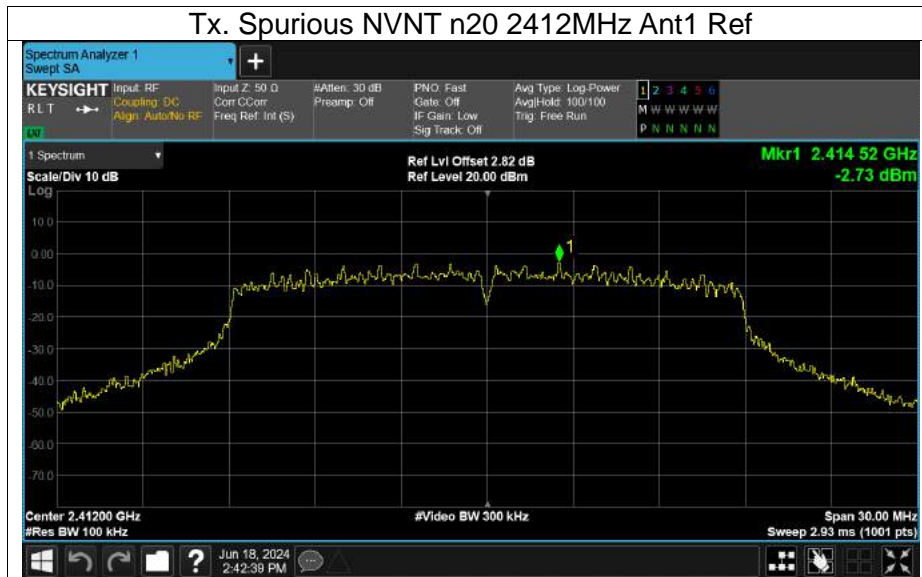 Tx. Spurious NVNT n20 2412MHz Ant1 Ref
Spectrum Analyzer 1
Swept SA
+
KEYSIGHT Input: RF Input Z: 50 Ω #Atten: 30 dB PNO: Fast Avg Type: Log-Power 1 2 3 4 5 6
RLT Coupling: DC Corr CCorr Preamp: Off Gate: Off Avg|Hold: 100/100 M W W W W W
Align: Auto/No RF Freq Ref: Int (S) IF Gain: Low Trig: Free Run
Sig Track: Off P N N N N N
1 Spectrum Ref Lvl Offset 2.82 dB Mkr1 2.414 52 GHz
Scale/Div 10 dB Ref Level 20.00 dBm -2.73 dBm
Log
10.0
0.00
1
-10.0
-20.0
-30.0
-40.0
-50.0
-60.0
-70.0
Center 2.41200 GHz #Video BW 300 kHz Span 30.00 MHz
#Res BW 100 kHz Sweep 2.93 ms (1001 pts)
? Jun 18, 2024
2:42:39 PM